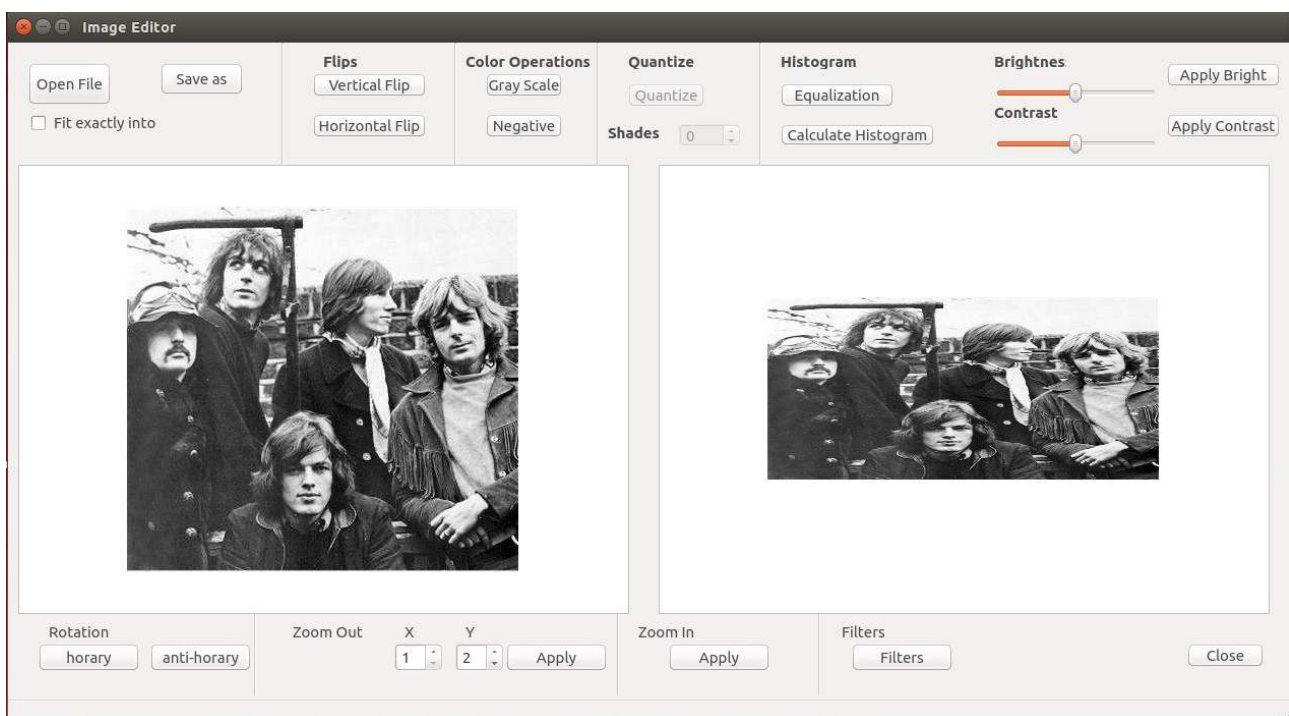 Image Editor
Flips
Color Operations
Quantize
Histogram
Brightnes
Open File
Save as
Vertical Flip
Gray Scale
Quantize
Equalization
Apply Bright
Fit exactly into
Horizontal Flip
Negative
Shades
0
Calculate Histogram
Contrast
Apply Contrast
Rotation
Zoom Out
X
Y
Zoom In
Filters
horary
anti-horary
1
2
Apply
Apply
Filters
Close